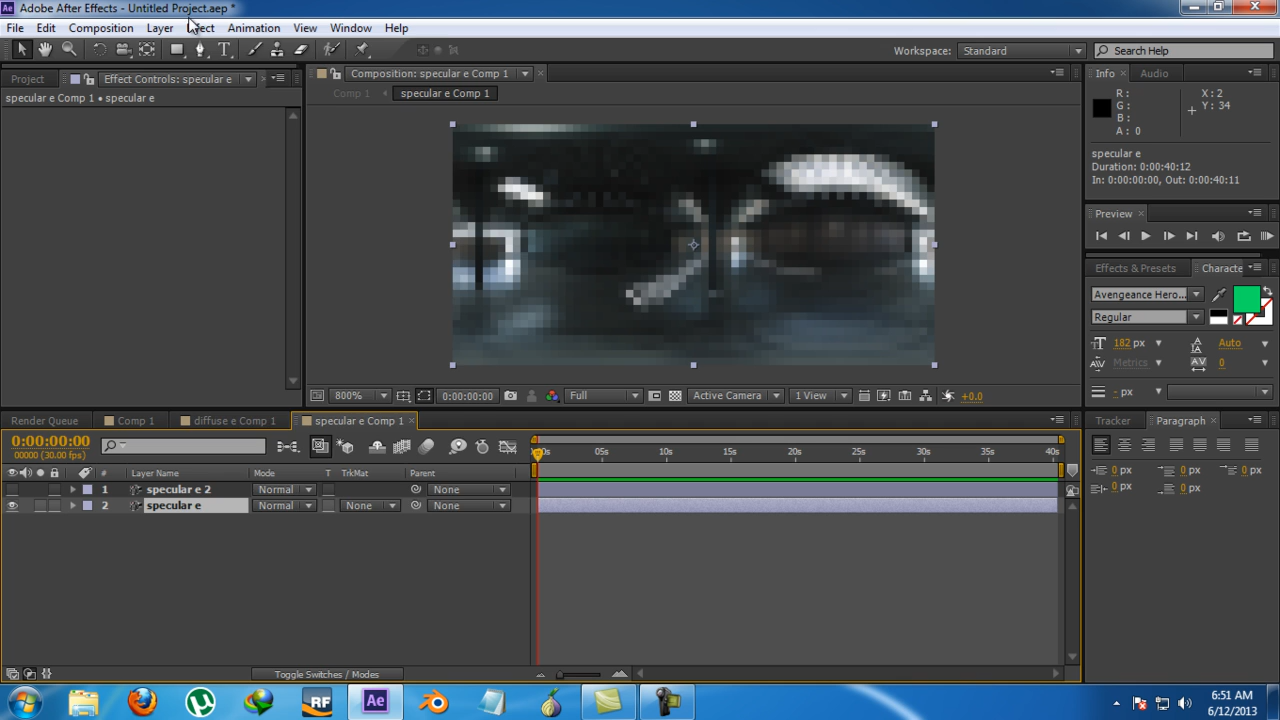 Adobe After Effects - Untitled Project.aep *
File Edit Composition Layer Effect Animation View Window Help
Workspace: Standard Search Help
Project Effect Controls: specular e
specular e Comp 1 • specular e
Composition: specular e Comp 1
Comp 1 specular e Comp 1
Info Audio
R: X: 2
G: Y: 34
B:
A: 0
specular e
Duration: 0:00:40:12
In: 0:00:00:00, Out: 0:00:40:11
Preview
Effects & Presets Characte
Avengeance Hero...
Regular
182 px Auto
Metrics 0
- px
800% 0:00:00:00 Full Active Camera 1 View +0.0
Render Queue Comp 1 diffuse e Comp 1 specular e Comp 1
Tracker Paragraph
0:00:00:00
00000 (30.00 fps)
05s 10s 15s 20s 25s 30s 35s 40s
# Layer Name Mode T TrkMat Parent
1 specular e 2 Normal None
2 specular e Normal None None
0 px 0 px 0 px
0 px 0 px
Toggle Switches / Modes
RF Ae
6:51 AM
6/12/2013